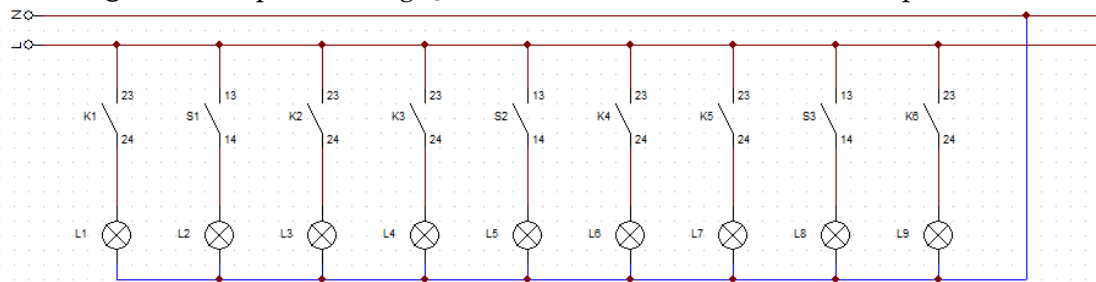 N
L
23 13 23 23 13 23 23 13 23
K1 S1 K2 K3 S2 K4 K5 S3 K6
24 14 24 24 14 24 24 14 24
L1 L2 L3 L4 L5 L6 L7 L8 L9